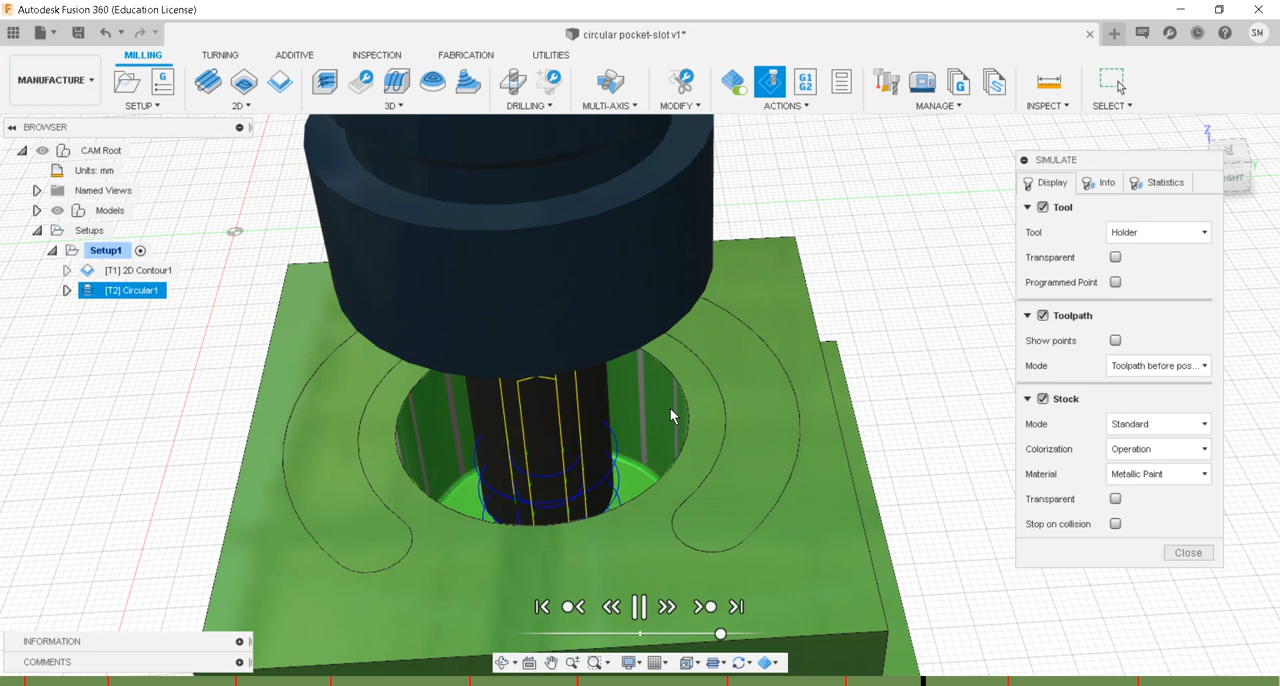 Autodesk Fusion 360 (Education License)
circular pocket-slot v1*
SM
MILLING
TURNING
ADDITIVE
INSPECTION
FABRICATION
UTILITIES
MANUFACTURE
G
G1
G2
G
S
SETUP
2D
3D
DRILLING
MULTI-AXIS
MODIFY
ACTIONS
MANAGE
INSPECT
SELECT
BROWSER
CAM Root
Units: mm
Named Views
Models
Setups
Setup1
[T1] 2D Contour1
[T2] Circular1
Z
Y
RIGHT
SIMULATE
Display
Info
Statistics
Tool
Tool
Holder
Transparent
Programmed Point
Toolpath
Show points
Mode
Toolpath before pos...
Stock
Mode
Standard
Colorization
Operation
Material
Metallic Paint
Transparent
Stop on collision
Close
INFORMATION
COMMENTS